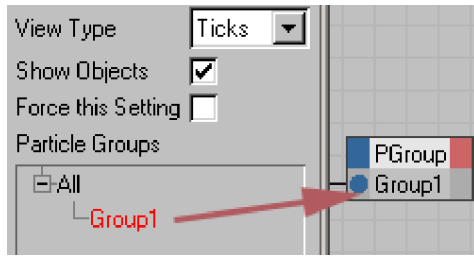 View Type Ticks
Show Objects
Force this Setting
Particle Groups
All
Group1
PGroup
Group1